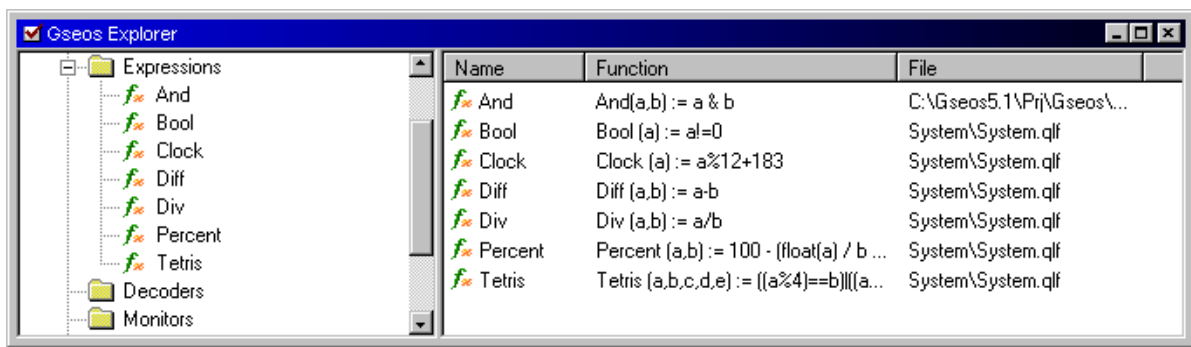 Gseos Explorer
Expressions
And
Bool
Clock
Diff
Div
Percent
Tetris
Decoders
Monitors
Name Function File
And And(a,b) := a & b C:\Gseos5.1\Prj\Gseos\...
Bool Bool (a) := a!=0 System\System.qlf
Clock Clock (a) := a%12+183 System\System.qlf
Diff Diff (a,b) := a-b System\System.qlf
Div Div (a,b) := a/b System\System.qlf
Percent Percent (a,b) := 100 - (float(a) / b ... System\System.qlf
Tetris Tetris (a,b,c,d,e) := ((a%4)==b)||((a... System\System.qlf